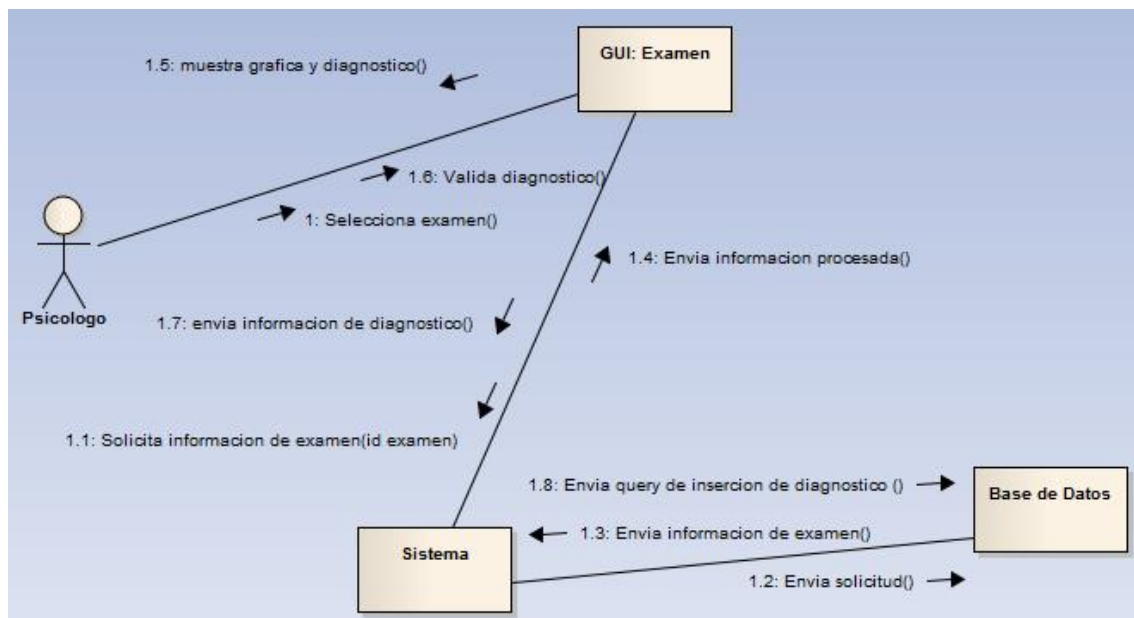 GUI: Examen
1.5: muestra grafica y diagnostico()
1.6: Valida diagnostico()
1: Selecciona examen()
1.4: Envia informacion procesada()
Psicologo
1.7: envia informacion de diagnostico()
1.1: Solicita informacion de examen(id examen)
1.8: Envia query de insercion de diagnostico ()
Base de Datos
1.3: Envia informacion de examen()
Sistema
1.2: Envia solicitud()